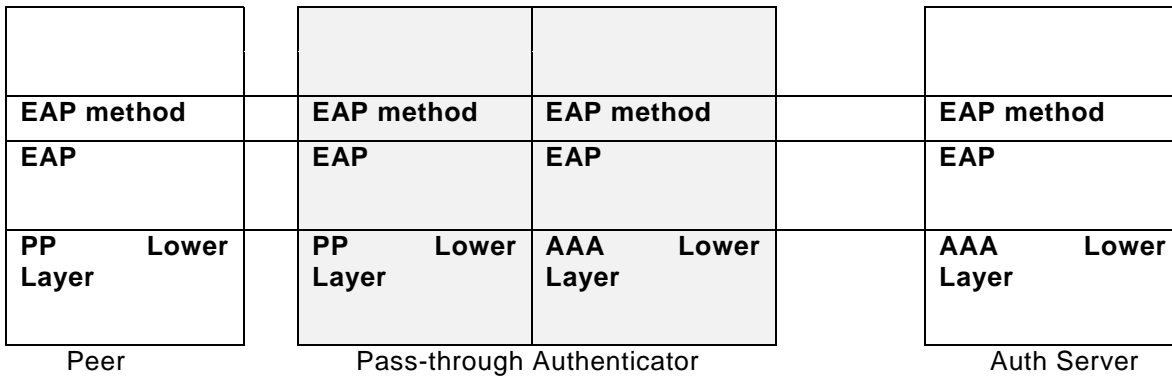 EAP method EAP method EAP method EAP method
EAP EAP EAP EAP
PP Lower PP Lower AAA Lower AAA Lower
Layer Layer Layer Layer
Peer Pass-through Authenticator Auth Server